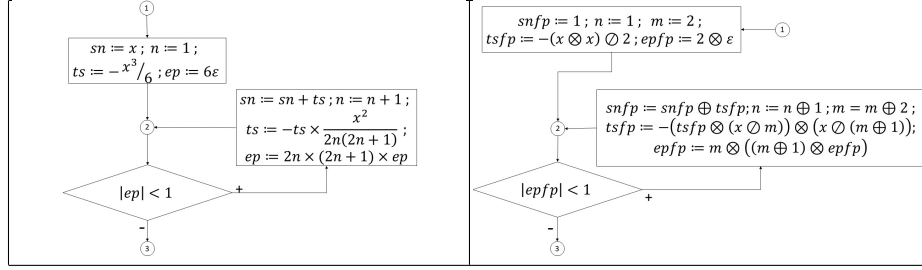 1
sn ≔ x ; n ≔ 1 ;
ts ≔ − x³/6 ; ep ≔ 6ε
2
sn ≔ sn + ts ; n ≔ n + 1 ;
ts ≔ −ts × x²/2n(2n + 1) ;
ep ≔ 2n × (2n + 1) × ep
|ep| < 1
+
−
3
snfp ≔ 1 ; n ≔ 1 ; m ≔ 2 ;
tsfp ≔ −(x ⊗ x) ⊘ 2 ; epfp ≔ 2 ⊗ ε
1
snfp ≔ snfp ⊕ tsfp; n ≔ n ⊕ 1 ; m = m ⊕ 2 ;
2
tsfp ≔ −(tsfp ⊗ (x ⊘ m)) ⊗ (x ⊘ (m ⊕ 1));
epfp ≔ m ⊗ ((m ⊕ 1) ⊗ epfp)
|epfp| < 1
+
−
3